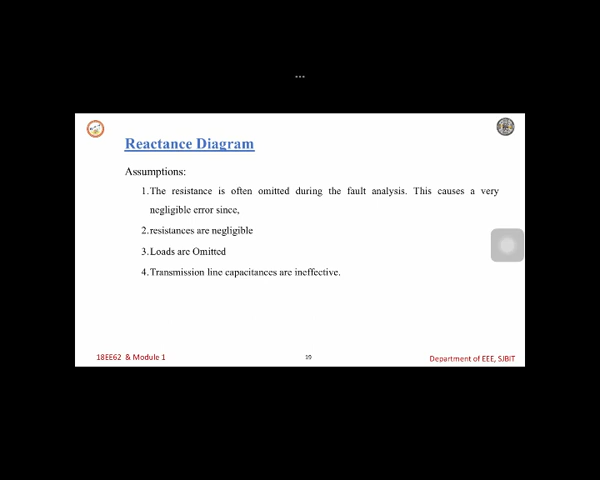 Reactance Diagram
Assumptions:
1.The resistance is often omitted during the fault analysis. This causes a very
negligible error since,
2.resistances are negligible
3.Loads are Omitted
4.Transmission line capacitances are ineffective.
18EE62 & Module 1
19
Department of EEE, SJBIT